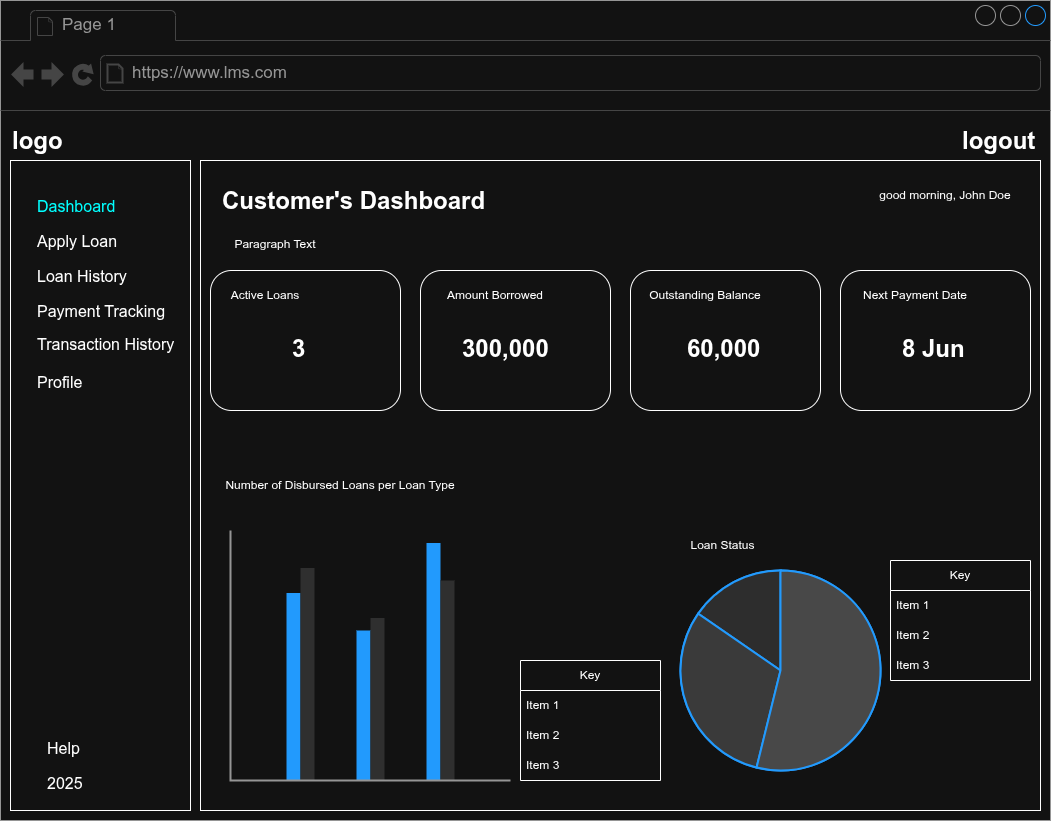 Page 1
https://www.lms.com
logo
logout
Dashboard
Apply Loan
Loan History
Payment Tracking
Transaction History
Profile
Help
2025
Customer's Dashboard
good morning, John Doe
Paragraph Text
Active Loans
3
Amount Borrowed
300,000
Outstanding Balance
60,000
Next Payment Date
8 Jun
Number of Disbursed Loans per Loan Type
Key
Item 1
Item 2
Item 3
Loan Status
Key
Item 1
Item 2
Item 3